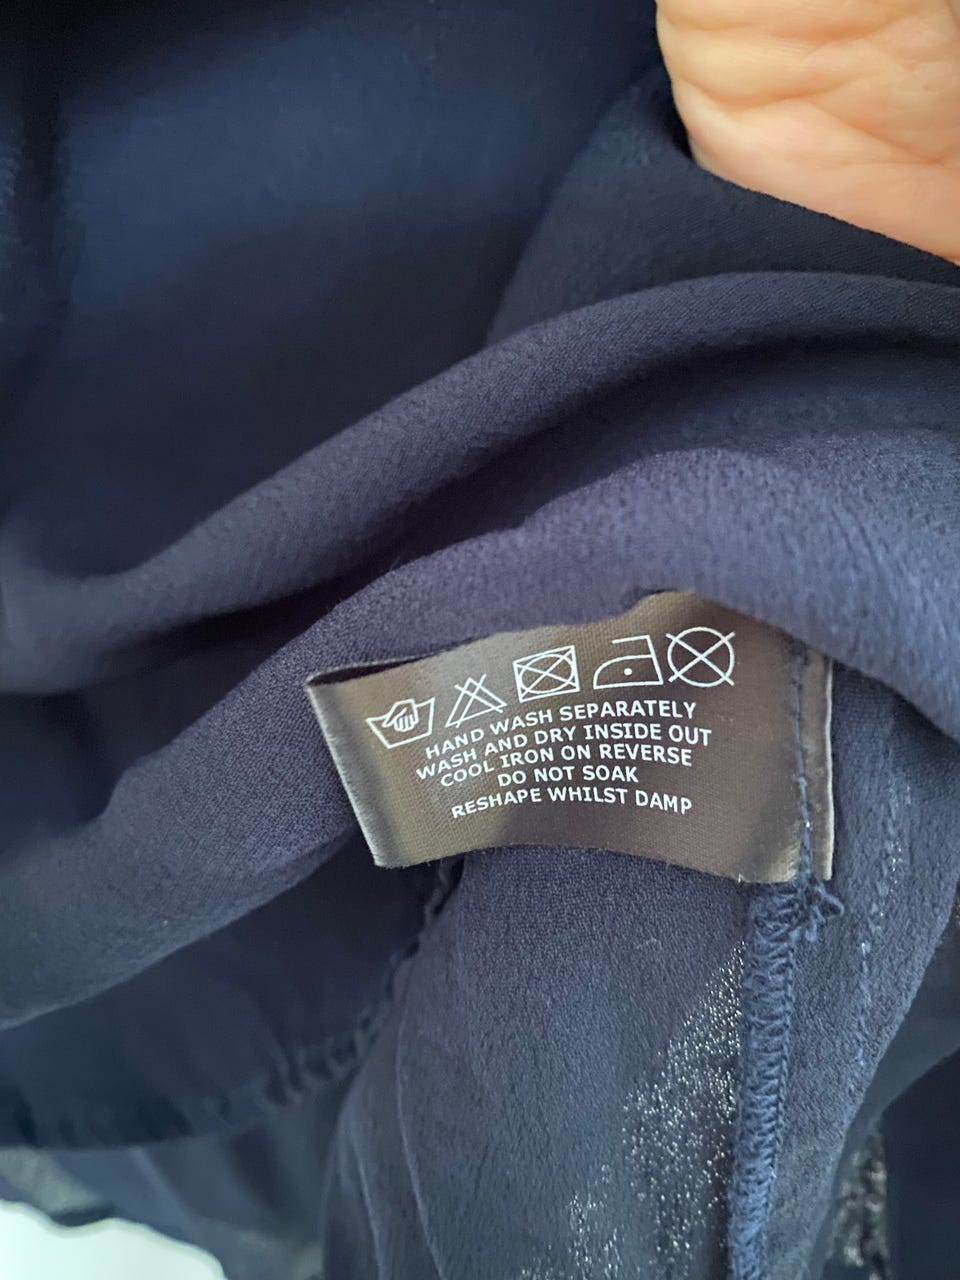 HAND WASH SEPARATELY
WASH AND DRY INSIDE OUT
COOL IRON ON REVERSE
DO NOT SOAK
RESHAPE WHILST DAMP